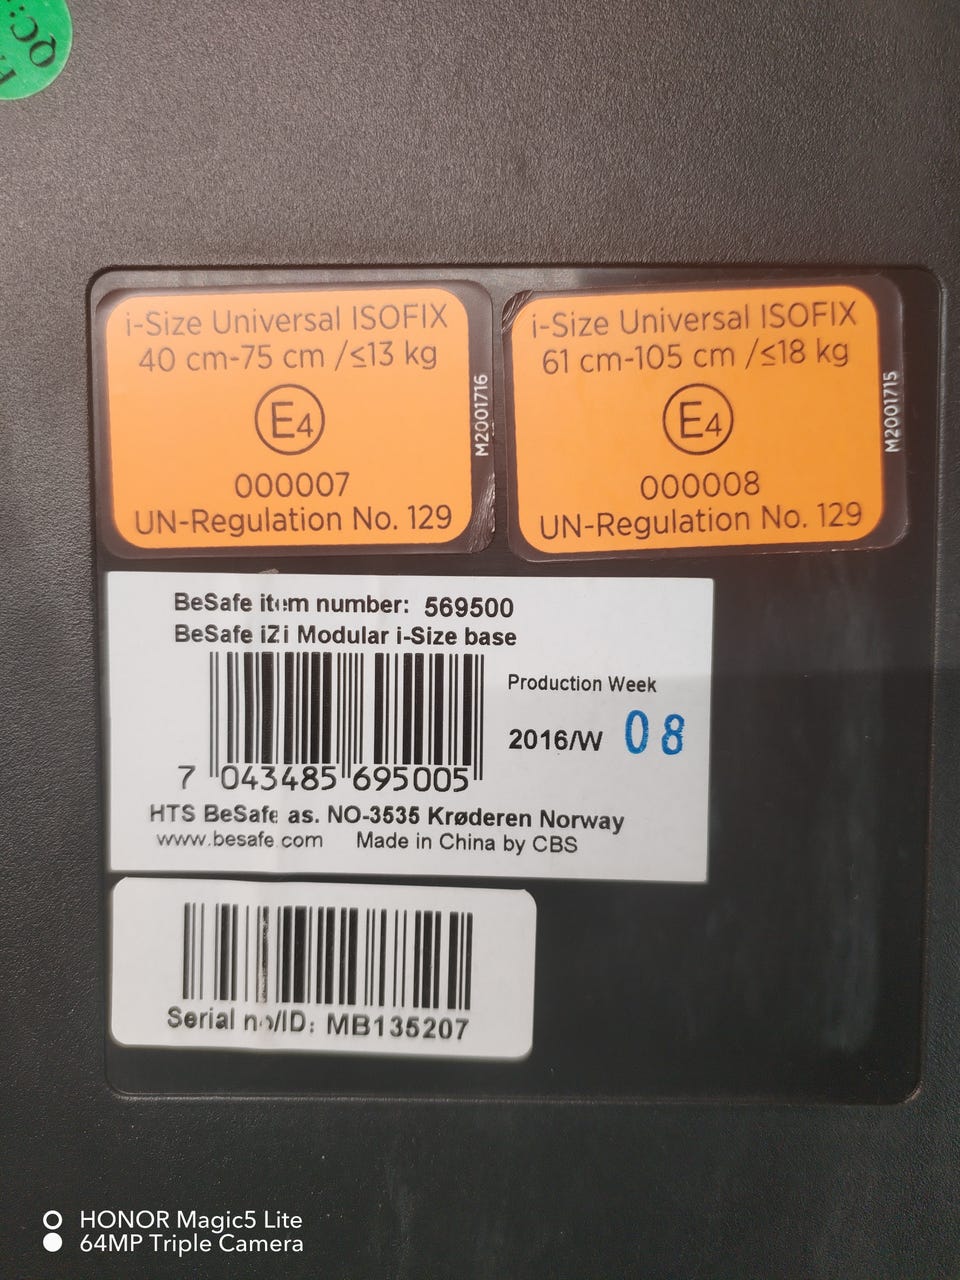 QC:
i-Size Universal ISOFIX
40 cm-75 cm /≤13 kg
E4
000007
UN-Regulation No. 129
M2001716
i-Size Universal ISOFIX
61 cm-105 cm /≤18 kg
E4
000008
UN-Regulation No. 129
M2001715
BeSafe item number: 569500
BeSafe iZi Modular i-Size base
Production Week
2016/W 08
7 043485 695005
HTS BeSafe as. NO-3535 Krøderen Norway
www.besafe.com Made in China by CBS
Serial no/ID: MB135207
HONOR Magic5 Lite
64MP Triple Camera